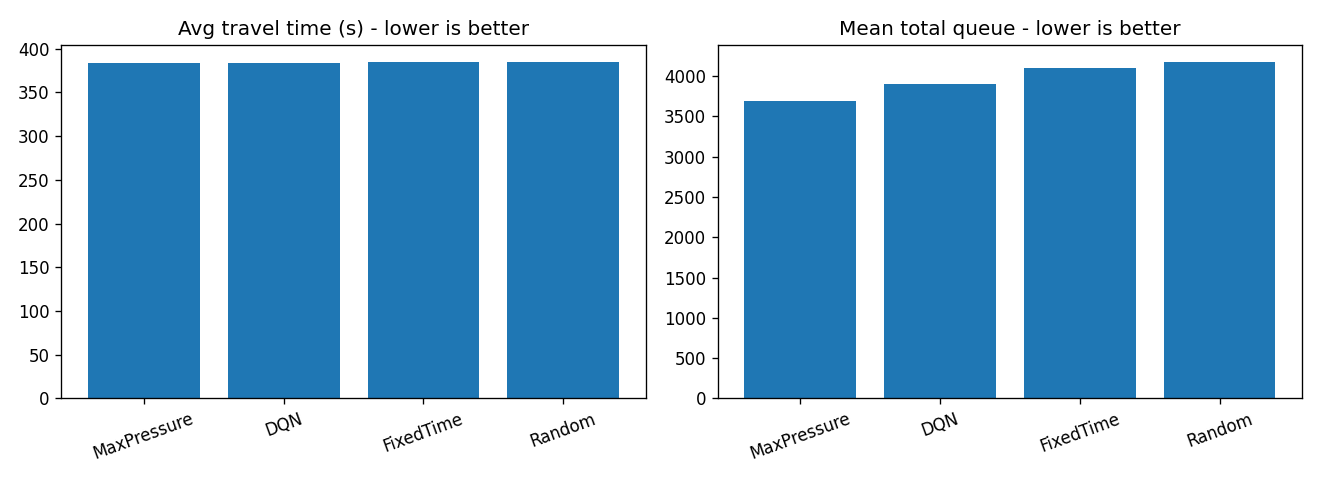 Avg travel time (s) - lower is better
400
350
300
250
200
150
100
50
0
MaxPressure
DQN
FixedTime
Random
Mean total queue - lower is better
4000
3500
3000
2500
2000
1500
1000
500
0
MaxPressure
DQN
FixedTime
Random